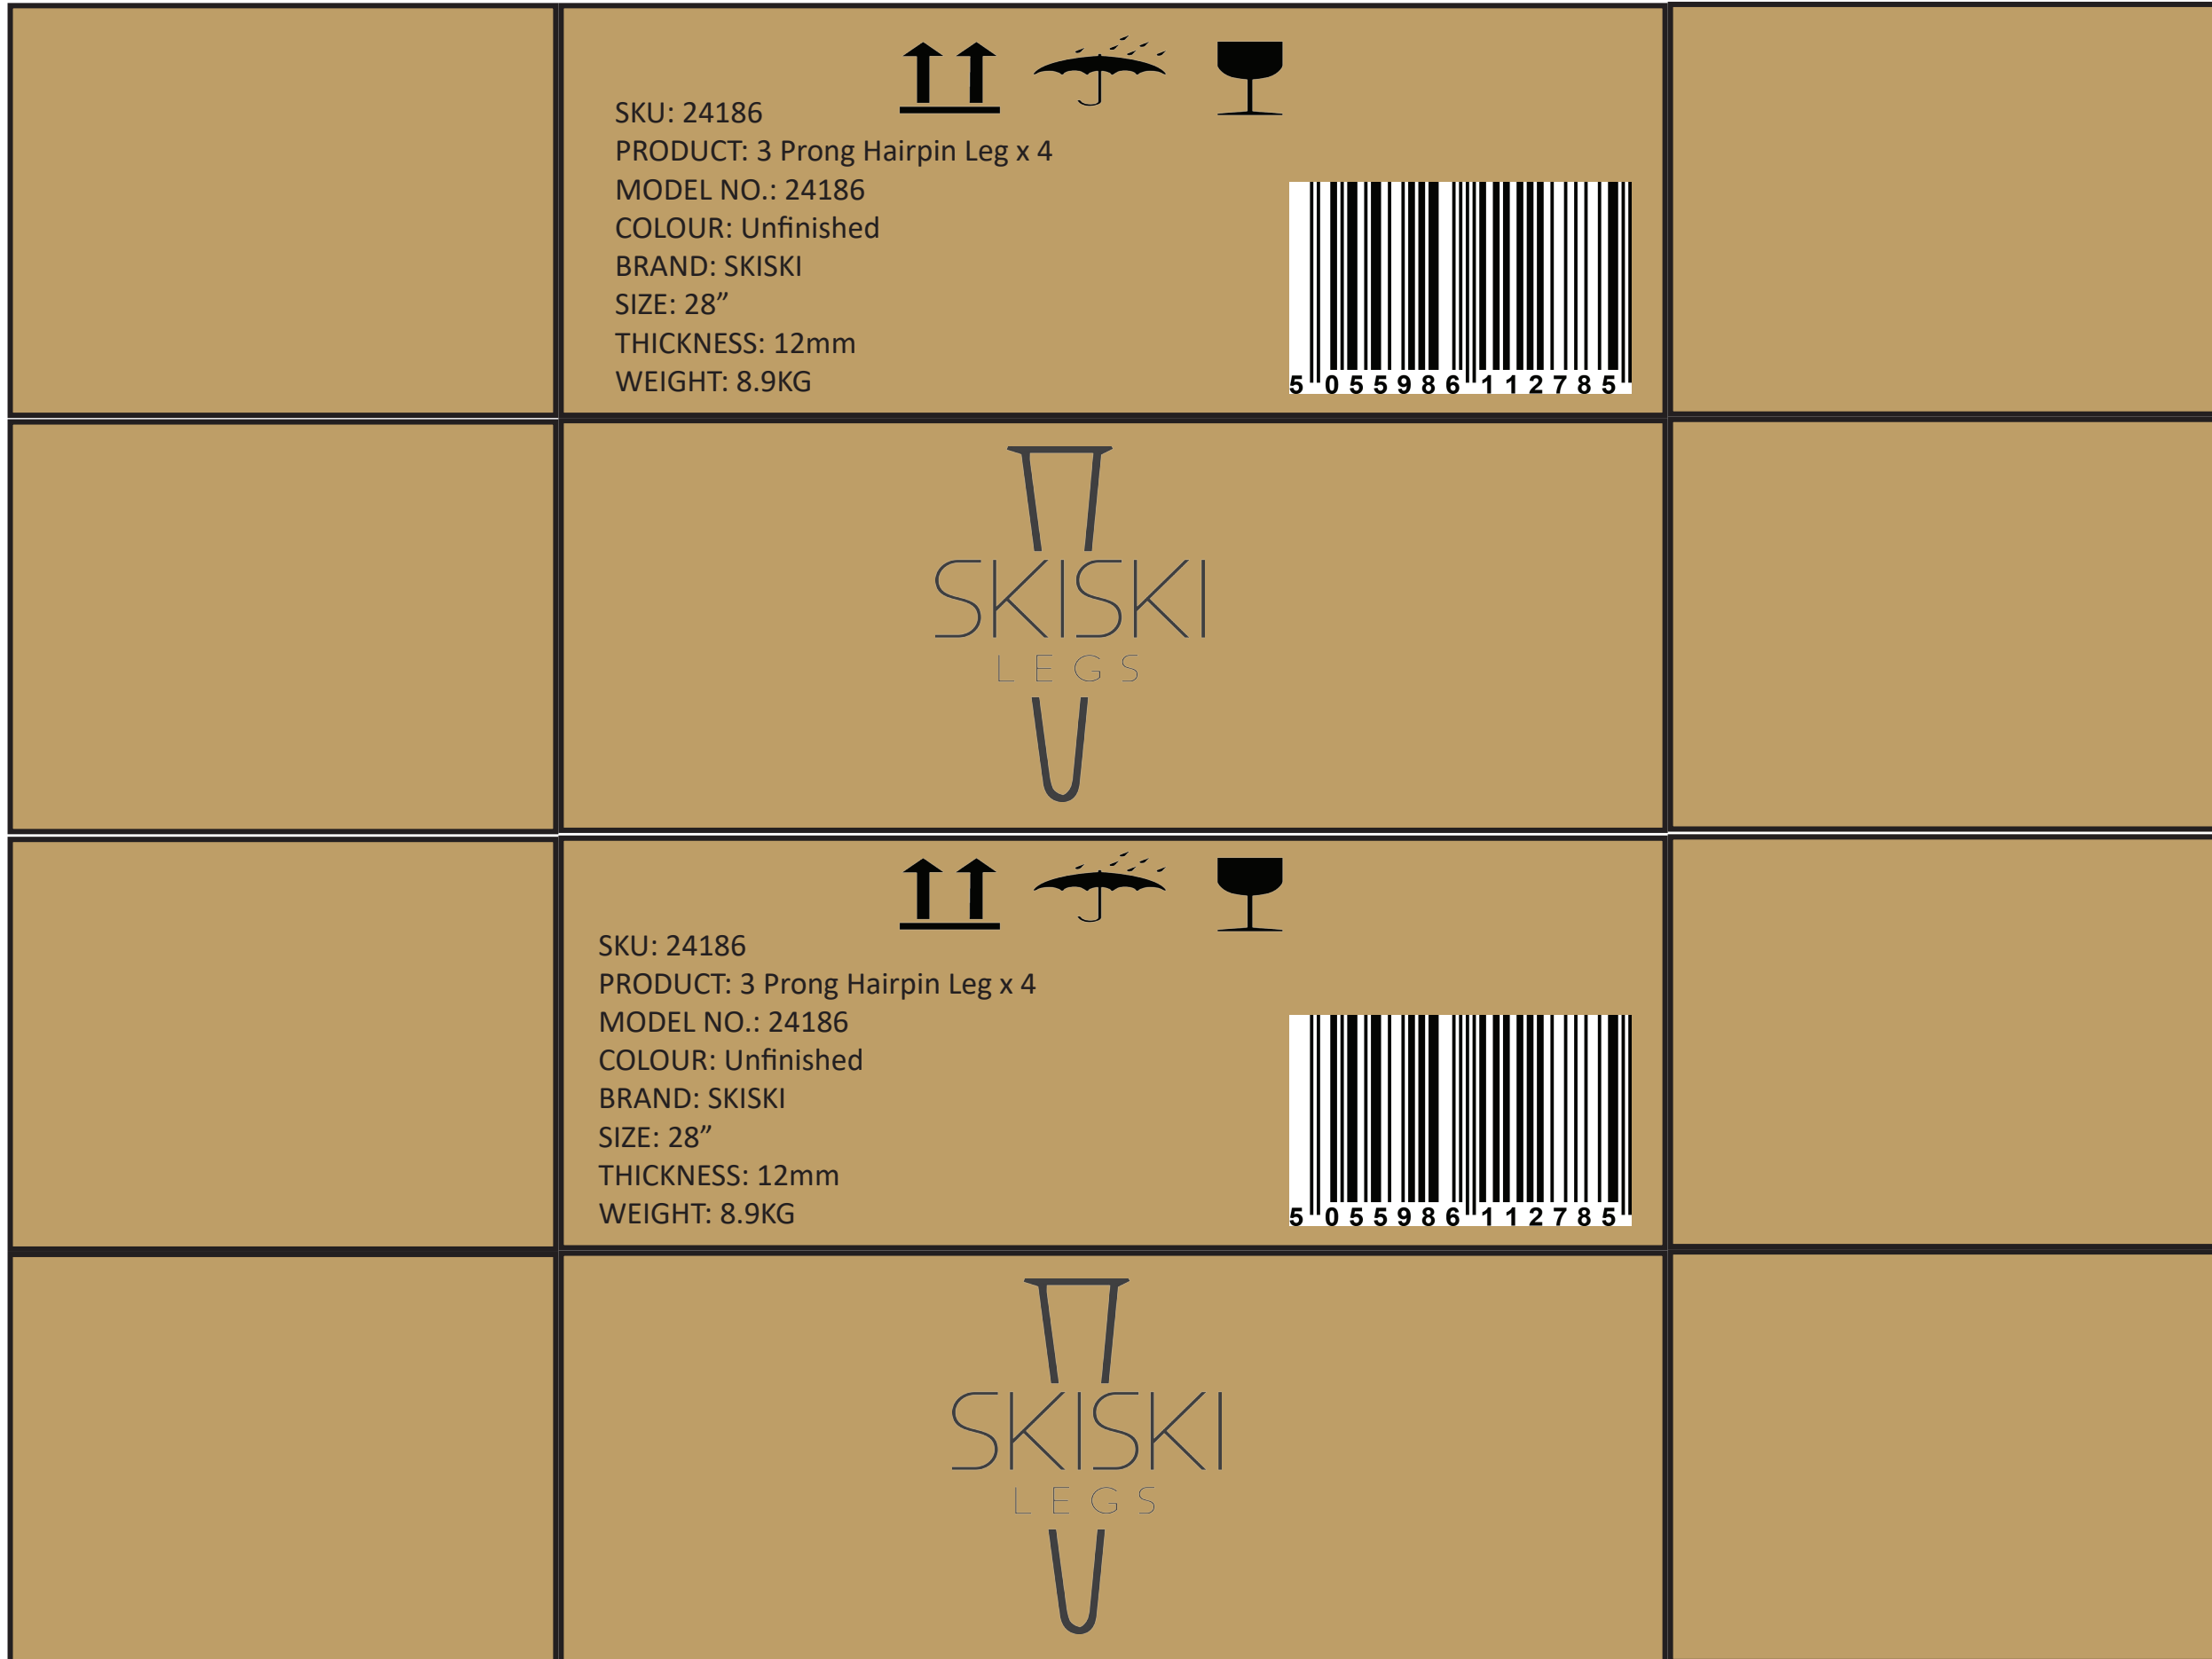 SKU: 24186
PRODUCT: 3 Prong Hairpin Leg x 4
MODEL NO.: 24186
COLOUR: Unfinished
BRAND: SKISKI
SIZE: 28”
THICKNESS: 12mm
WEIGHT: 8.9KG
5 055986 112785
SKISKI
LEGS
SKU: 24186
PRODUCT: 3 Prong Hairpin Leg x 4
MODEL NO.: 24186
COLOUR: Unfinished
BRAND: SKISKI
SIZE: 28”
THICKNESS: 12mm
WEIGHT: 8.9KG
5 055986 112785
SKISKI
LEGS